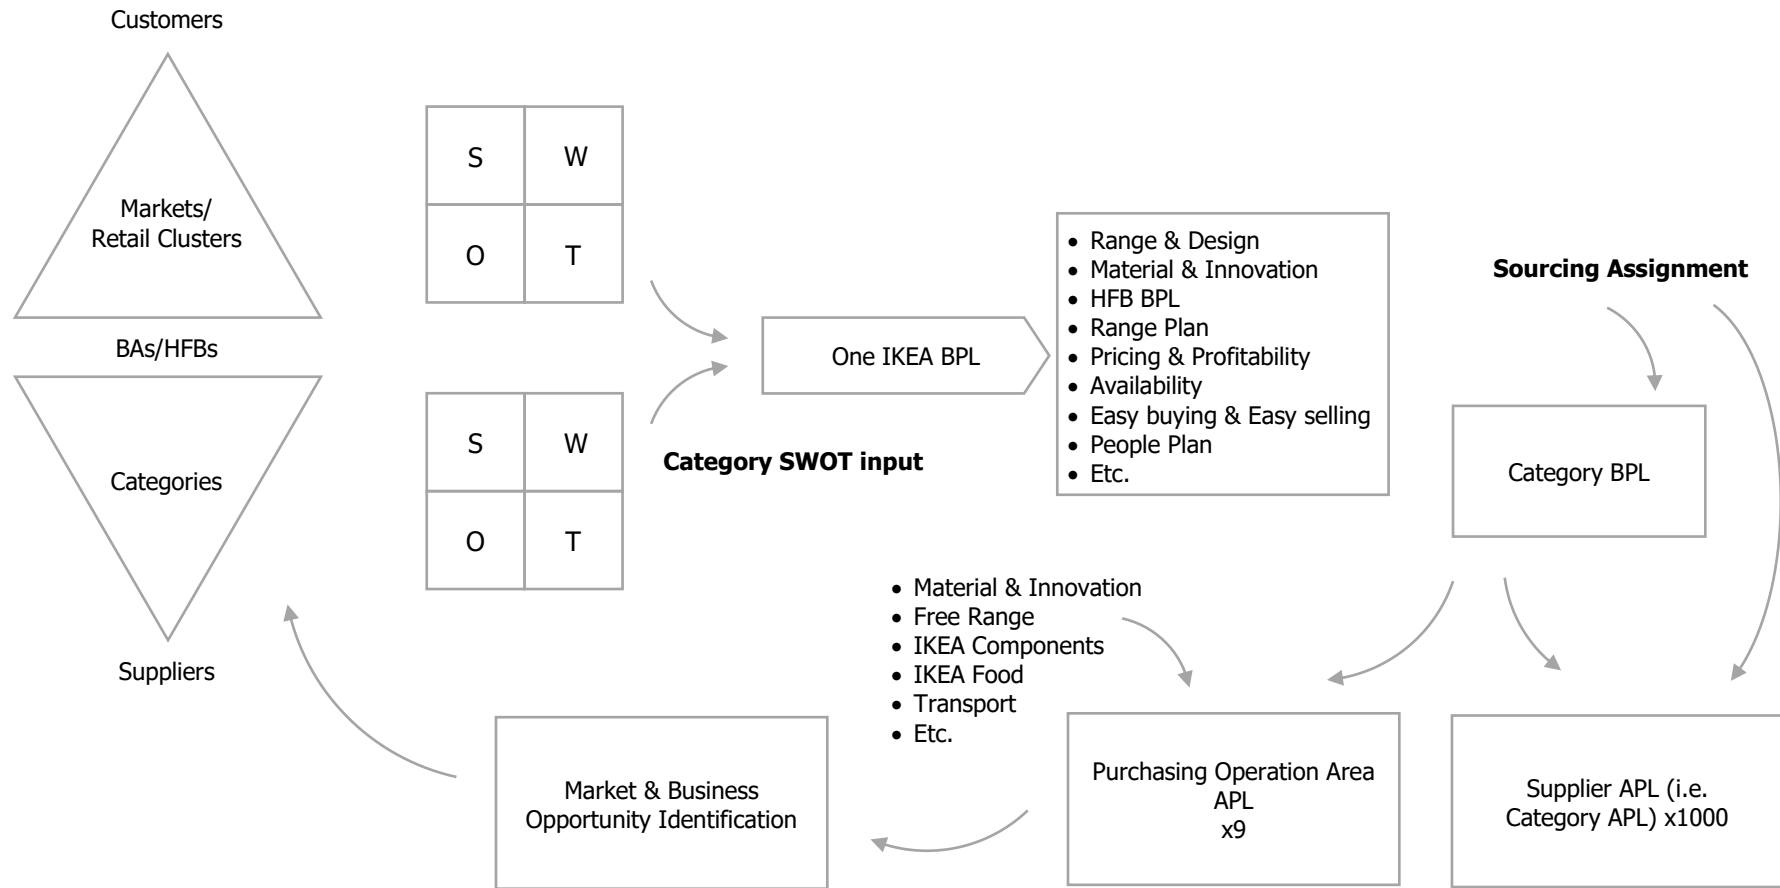 Customers
Markets/
Retail Clusters
BAs/HFBs
Categories
Suppliers
S
W
O
T
S
W
O
T
Category SWOT input
One IKEA BPL
• Range & Design
• Material & Innovation
• HFB BPL
• Range Plan
• Pricing & Profitability
• Availability
• Easy buying & Easy selling
• People Plan
• Etc.
Sourcing Assignment
Category BPL
• Material & Innovation
• Free Range
• IKEA Components
• IKEA Food
• Transport
• Etc.
Market & Business
Opportunity Identification
Purchasing Operation Area
APL
x9
Supplier APL (i.e.
Category APL) x1000